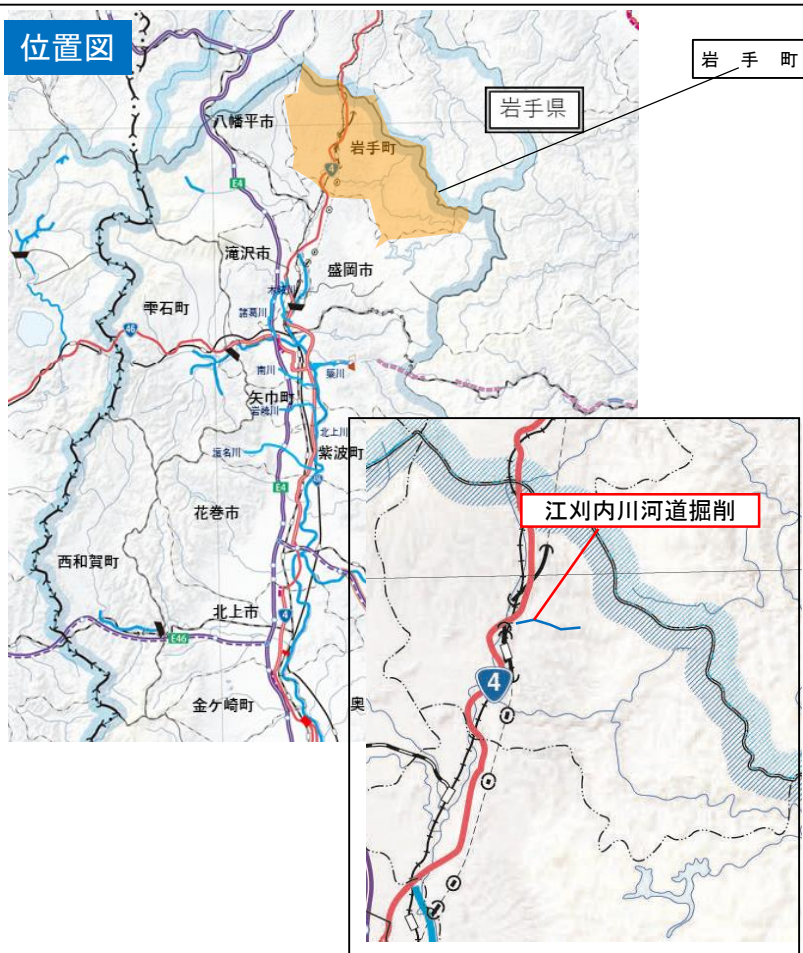 位置図
岩 手 町
岩手県
八幡平市
岩手町
4
E4
滝沢市
盛岡市
雫石町
諸葛川
46
南川
簗川
矢巾町
岩崎川
北上川
紫波町
E4
花巻市
西和賀町
北上市
4
E46
金ケ崎町
奥
江刈内川河道掘削
4